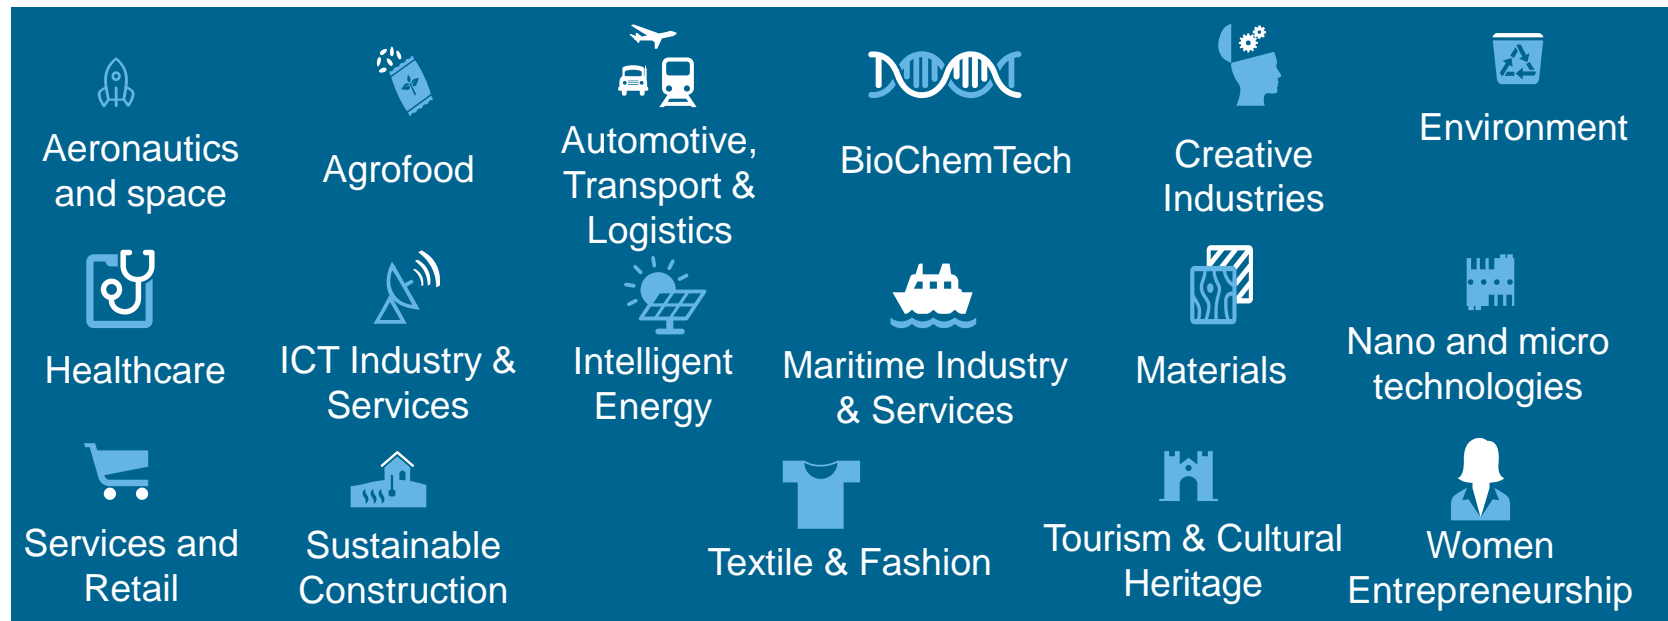 Aeronautics
and space
Agrofood
Automotive,
Transport &
Logistics
BioChemTech
Creative
Industries
Environment
Healthcare
ICT Industry &
Services
Intelligent
Energy
Maritime Industry
& Services
Materials
Nano and micro
technologies
Services and
Retail
Sustainable
Construction
Textile & Fashion
Tourism & Cultural
Heritage
Women
Entrepreneurship